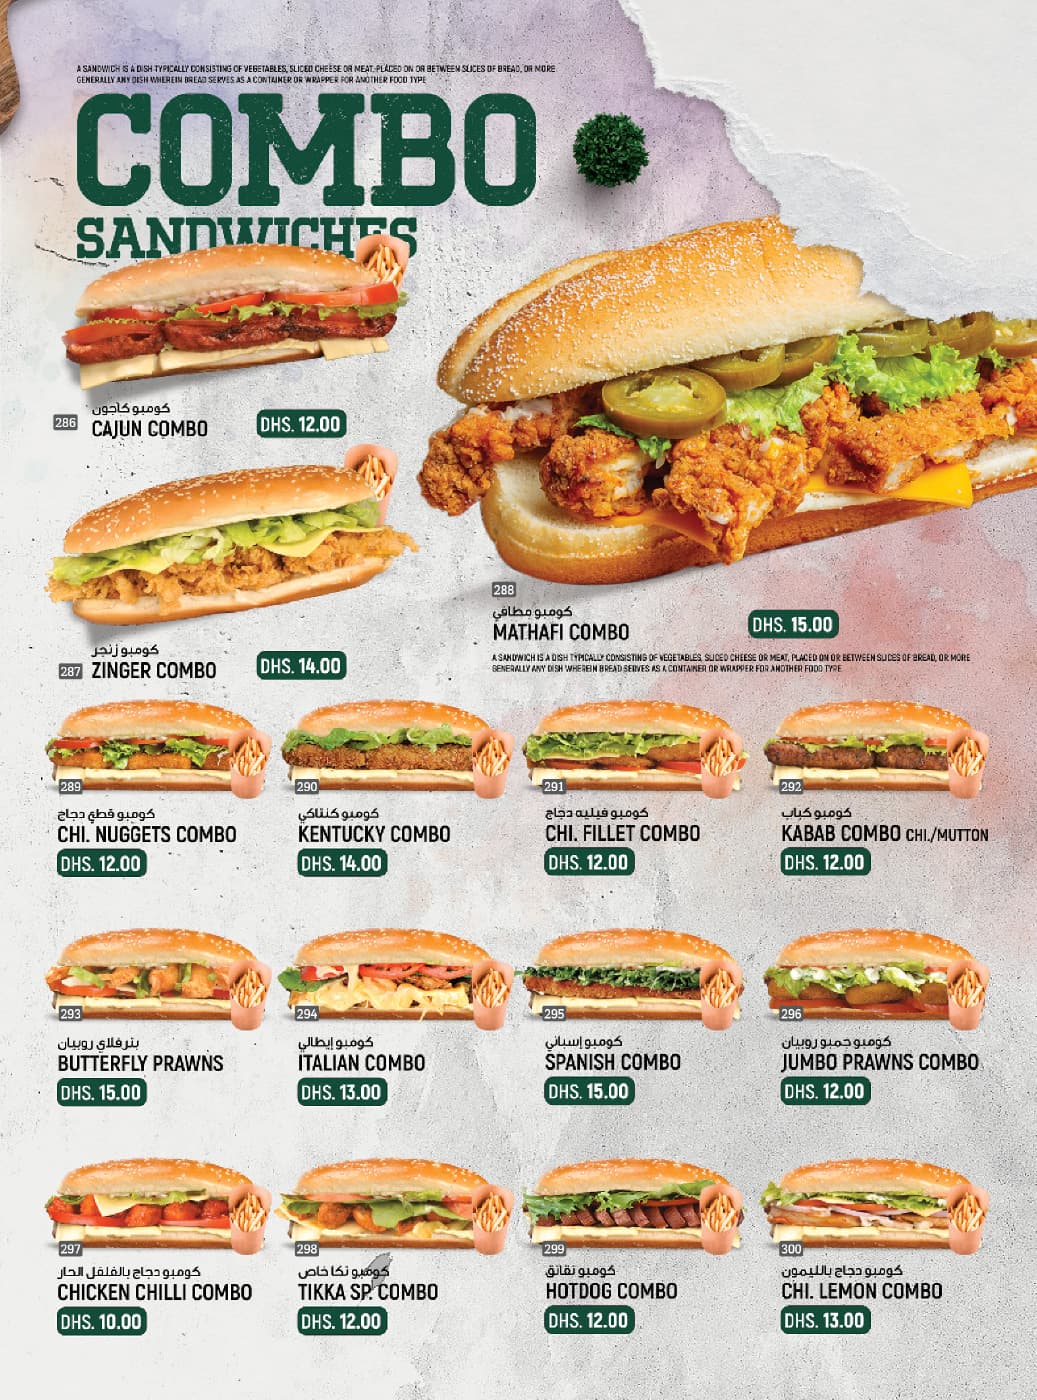 A SANDWICH IS A DISH TYPICALLY CONSISTING OF VEGETABLES, SLICED CHEESE OR MEAT, PLACED ON OR BETWEEN SLICES OF BREAD, OR MORE
GENERALLY ANY DISH WHEREIN BREAD SERVES AS A CONTAINER OR WRAPPER FOR ANOTHER FOOD TYPE
COMBO
SANDWICHES
كومبو كاجون
286 CAJUN COMBO DHS. 12.00
كومبو زنجر
287 ZINGER COMBO DHS. 14.00
288
كومبو مطافي
MATHAFI COMBO DHS. 15.00
A SANDWICH IS A DISH TYPICALLY CONSISTING OF VEGETABLES, SLICED CHEESE OR MEAT, PLACED ON OR BETWEEN SLICES OF BREAD, OR MORE
GENERALLY ANY DISH WHEREIN BREAD SERVES AS A CONTAINER OR WRAPPER FOR ANOTHER FOOD TYPE.
289
كومبو قطع دجاج
CHI. NUGGETS COMBO
DHS. 12.00
290
كومبو كنتاكي
KENTUCKY COMBO
DHS. 14.00
291
كومبو فيليه دجاج
CHI. FILLET COMBO
DHS. 12.00
292
كومبو كباب
KABAB COMBO CHI./MUTTON
DHS. 12.00
293
بترفلاي روبيان
BUTTERFLY PRAWNS
DHS. 15.00
294
كومبو إيطالي
ITALIAN COMBO
DHS. 13.00
295
كومبو إسباني
SPANISH COMBO
DHS. 15.00
296
كومبو جمبو روبيان
JUMBO PRAWNS COMBO
DHS. 12.00
297
كومبو دجاج بالفلفل الحار
CHICKEN CHILLI COMBO
DHS. 10.00
298
كومبو تكا خاص
TIKKA SP. COMBO
DHS. 12.00
299
كومبو نقانق
HOTDOG COMBO
DHS. 12.00
300
كومبو دجاج بالليمون
CHI. LEMON COMBO
DHS. 13.00